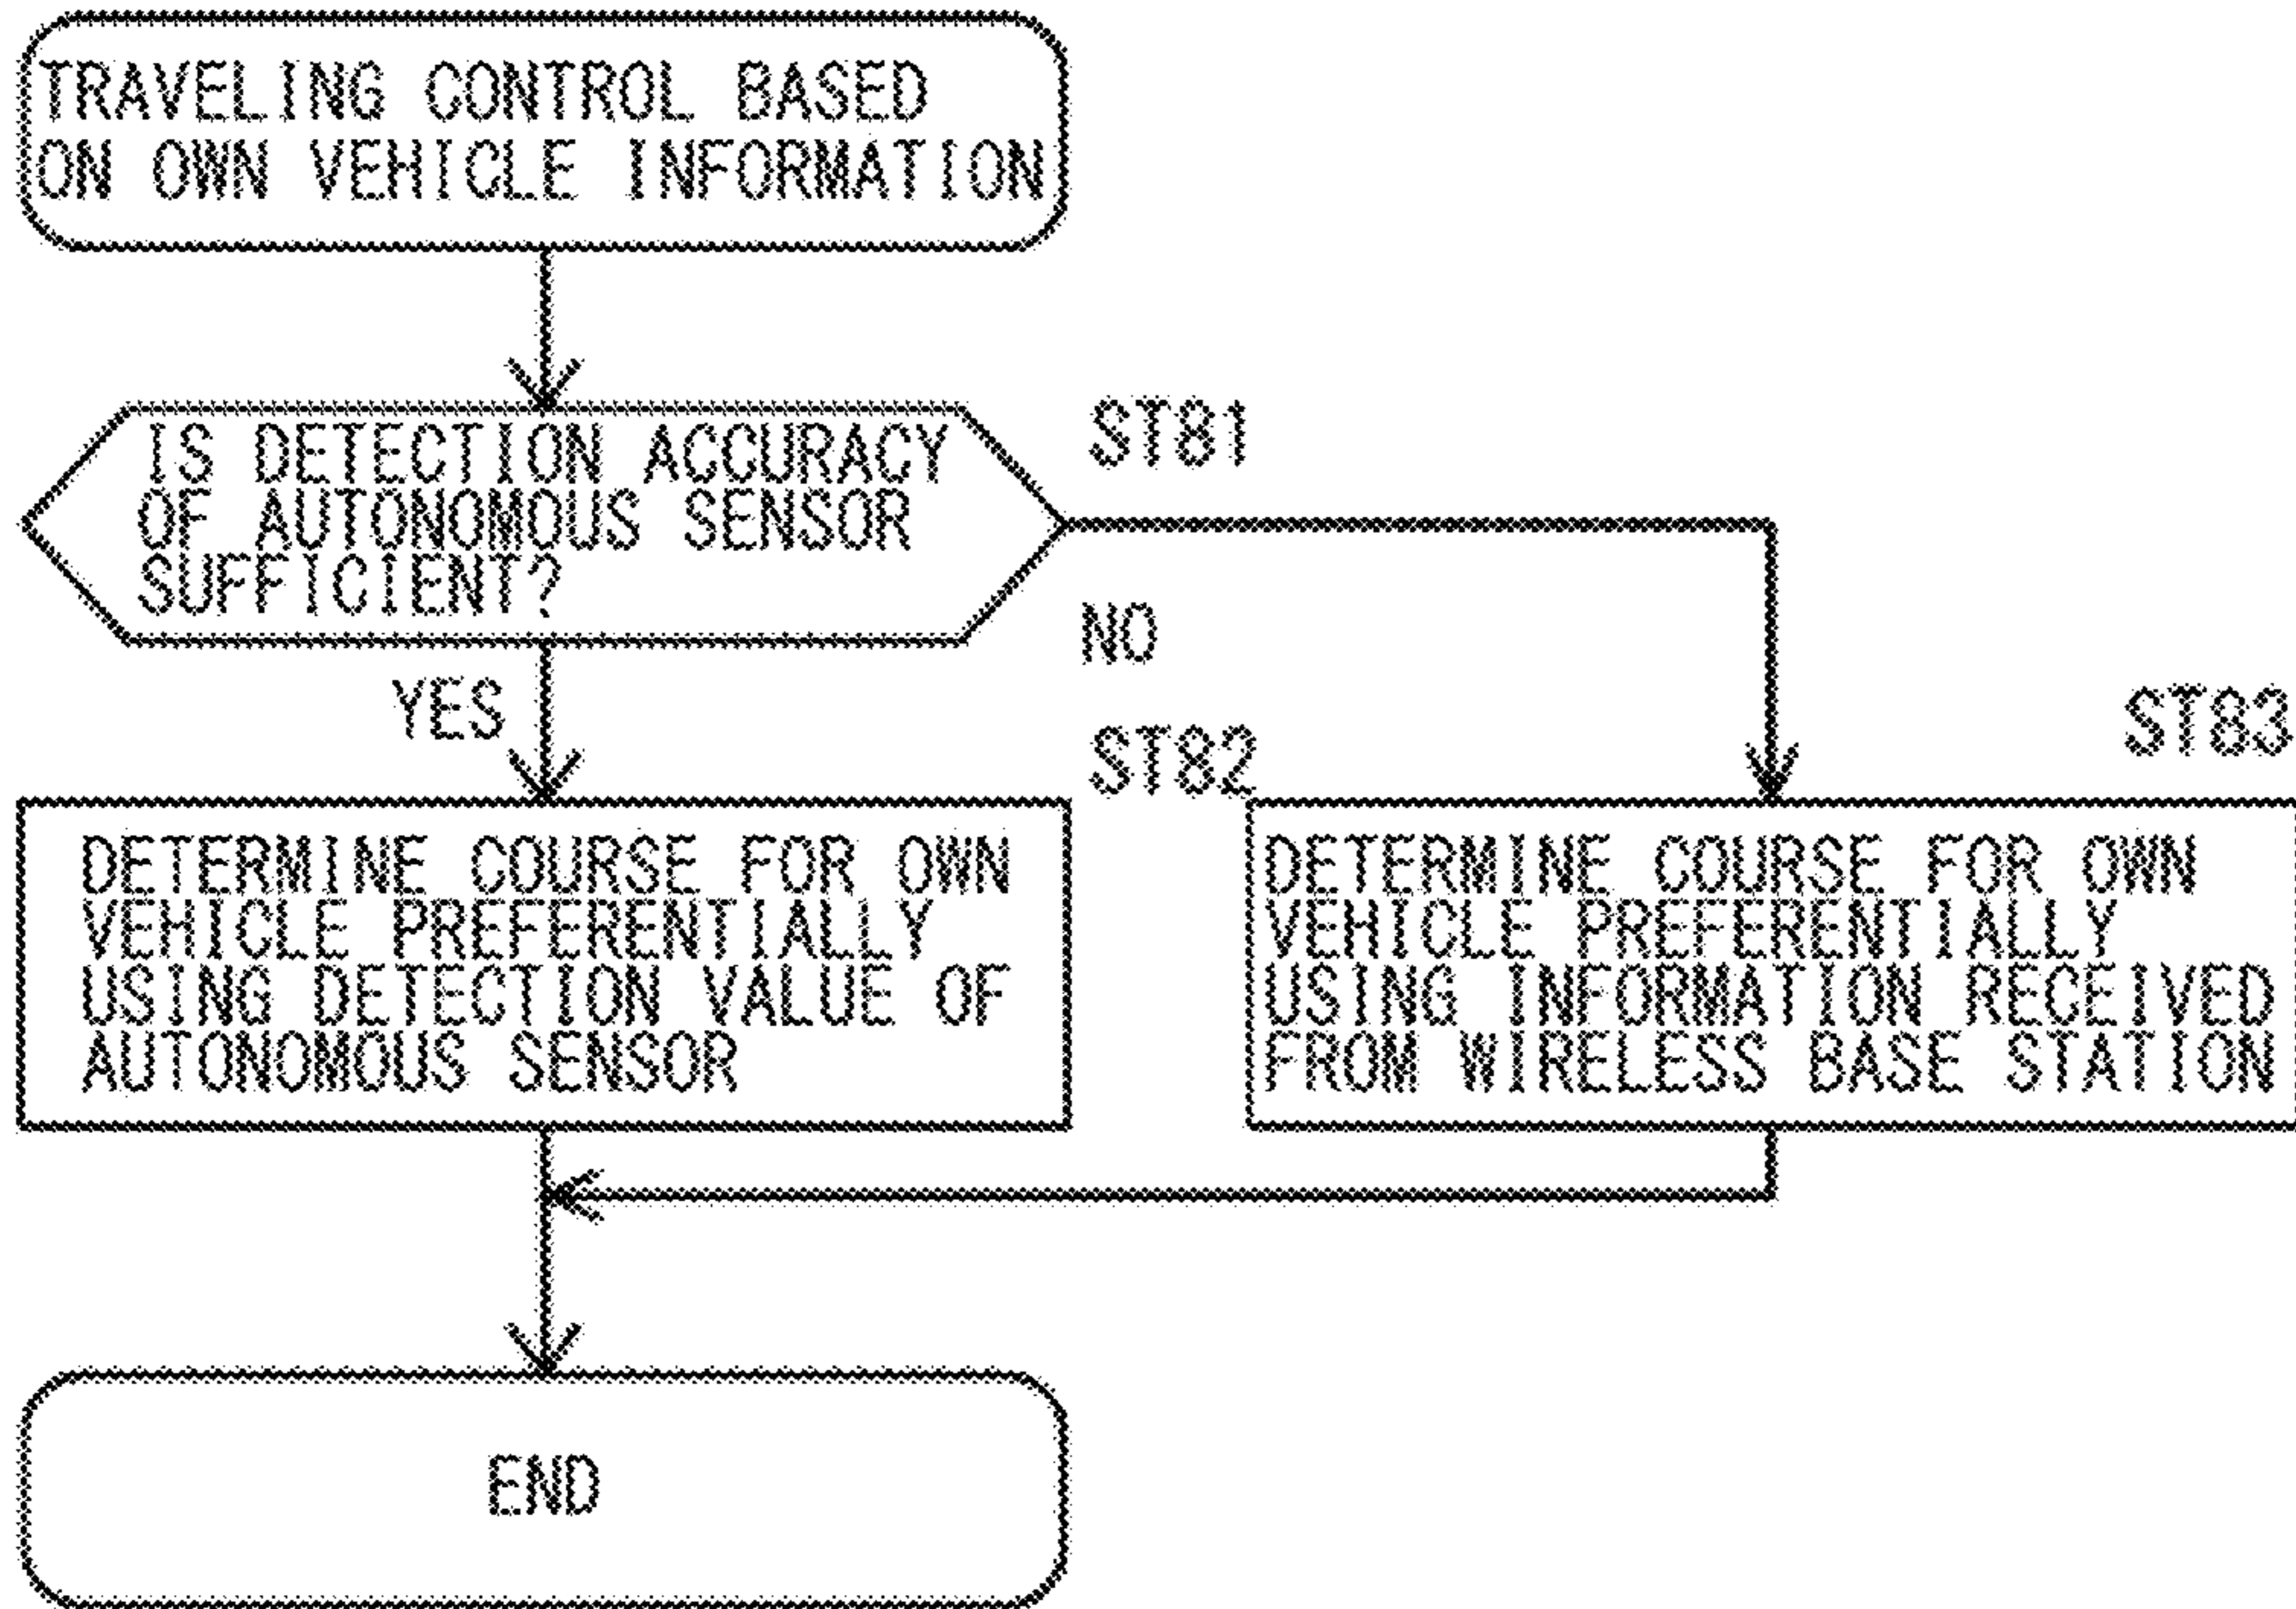 TRAVELING CONTROL BASED
ON OWN VEHICLE INFORMATION
IS DETECTION ACCURACY
OF AUTONOMOUS SENSOR
SUFFICIENT?
ST81
NO
YES
ST82
DETERMINE COURSE FOR OWN
VEHICLE PREFERENTIALLY
USING DETECTION VALUE OF
AUTONOMOUS SENSOR
ST83
DETERMINE COURSE FOR OWN
VEHICLE PREFERENTIALLY
USING INFORMATION RECEIVED
FROM WIRELESS BASE STATION
END